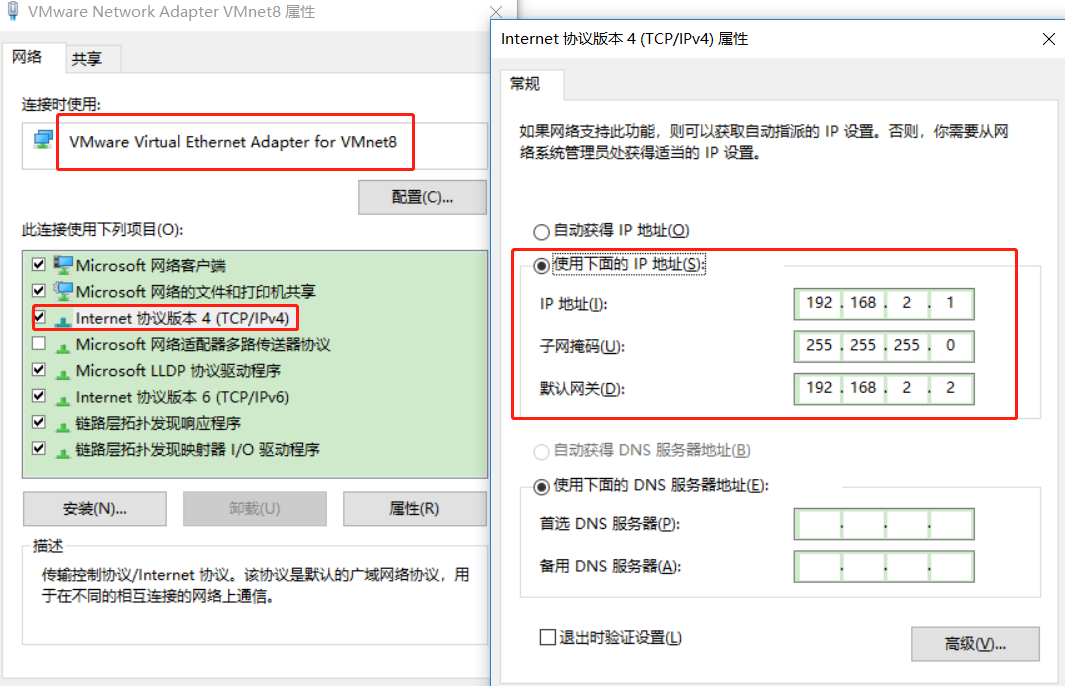 VMware Network Adapter VMnet8 属性
网络
共享
连接时使用:
VMware Virtual Ethernet Adapter for VMnet8
配置(C)...
此连接使用下列项目(O):
Microsoft 网络客户端
Microsoft 网络的文件和打印机共享
Internet 协议版本 4 (TCP/IPv4)
Microsoft 网络适配器多路传送器协议
Microsoft LLDP 协议驱动程序
Internet 协议版本 6 (TCP/IPv6)
链路层拓扑发现响应程序
链路层拓扑发现映射器 I/O 驱动程序
安装(N)...
卸载(U)
属性(R)
描述
传输控制协议/Internet 协议。该协议是默认的广域网络协议，用
于在不同的相互连接的网络上通信。
Internet 协议版本 4 (TCP/IPv4) 属性
常规
如果网络支持此功能，则可以获取自动指派的 IP 设置。否则，你需要从网
络系统管理员处获得适当的 IP 设置。
自动获得 IP 地址(O)
使用下面的 IP 地址(S):
IP 地址(I):
192 . 168 . 2 . 1
子网掩码(U):
255 . 255 . 255 . 0
默认网关(D):
192 . 168 . 2 . 2
自动获得 DNS 服务器地址(B)
使用下面的 DNS 服务器地址(E):
首选 DNS 服务器(P):
. . .
备用 DNS 服务器(A):
. . .
退出时验证设置(L)
高级(V)...